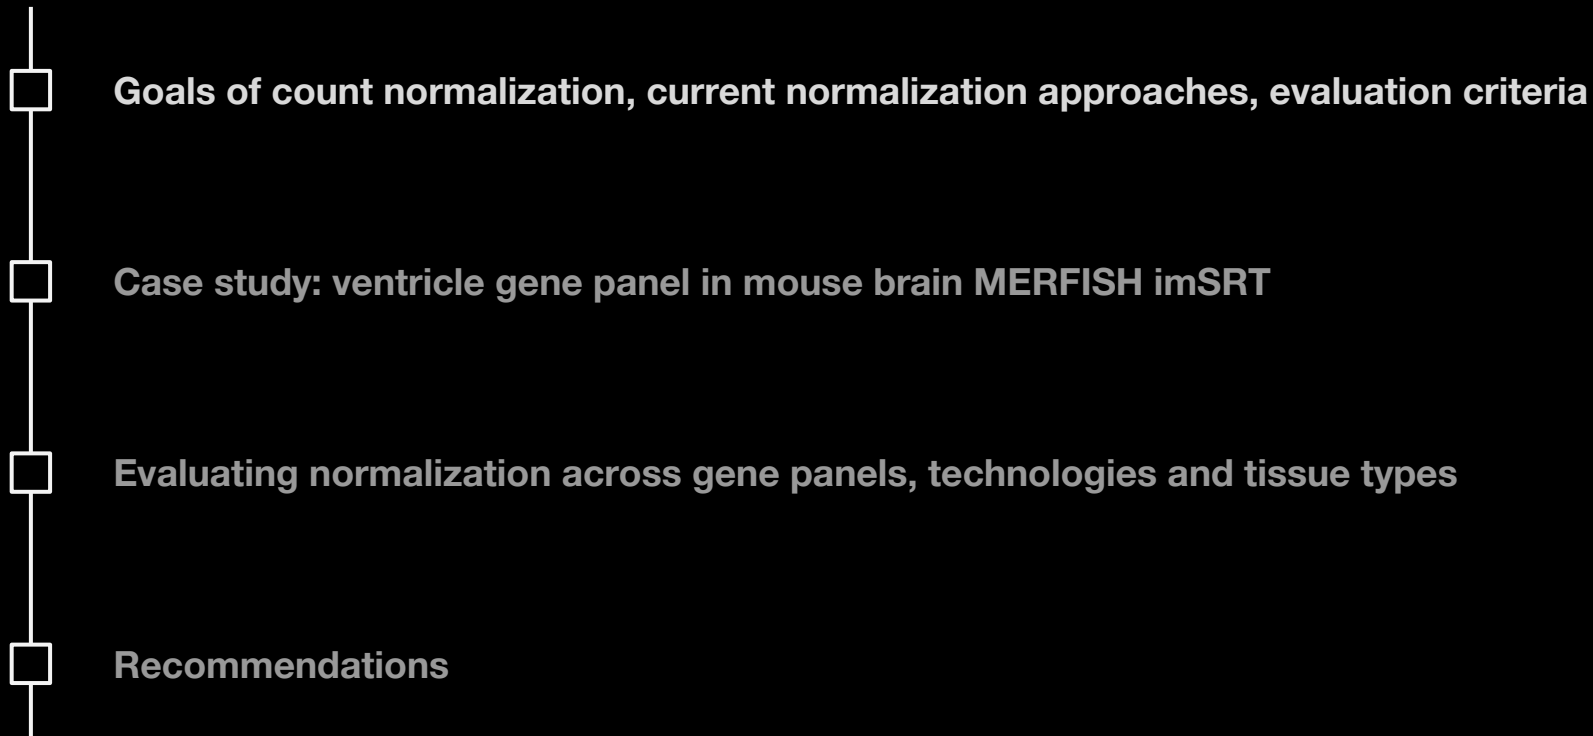 Goals of count normalization, current normalization approaches, evaluation criteria
Case study: ventricle gene panel in mouse brain MERFISH imSRT
Evaluating normalization across gene panels, technologies and tissue types
Recommendations